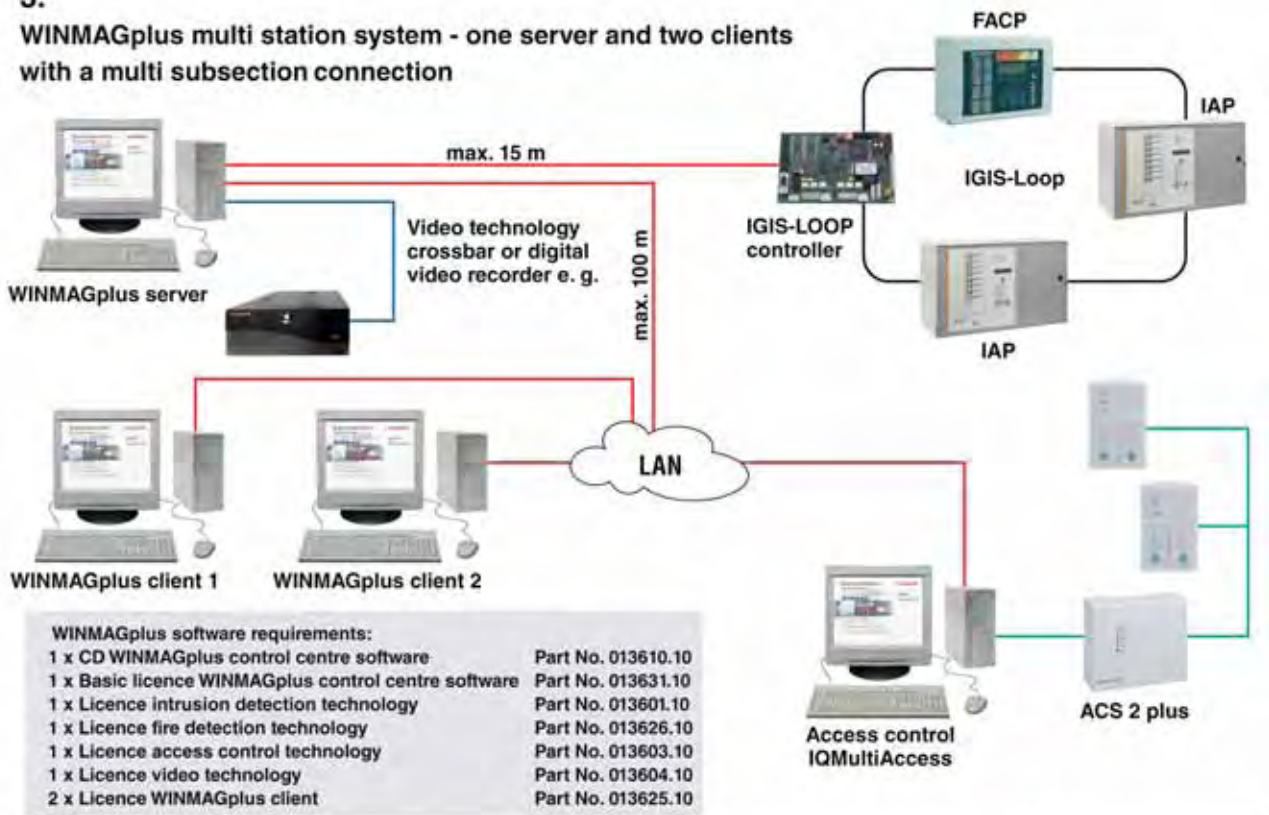 WINMAGplus multi station system - one server and two clients
with a multi subsection connection
FACP
IAP
max. 15 m
IGIS-Loop
IGIS-LOOP
controller
Video technology
crossbar or digital
video recorder e. g.
max. 100 m
WINMAGplus server
IAP
LAN
WINMAGplus client 1
WINMAGplus client 2
WINMAGplus software requirements:
1 x CD WINMAGplus control centre software Part No. 013610.10
1 x Basic licence WINMAGplus control centre software Part No. 013631.10
1 x Licence intrusion detection technology Part No. 013601.10
1 x Licence fire detection technology Part No. 013626.10
1 x Licence access control technology Part No. 013603.10
1 x Licence video technology Part No. 013604.10
2 x Licence WINMAGplus client Part No. 013625.10
Access control
IQMultiAccess
ACS 2 plus